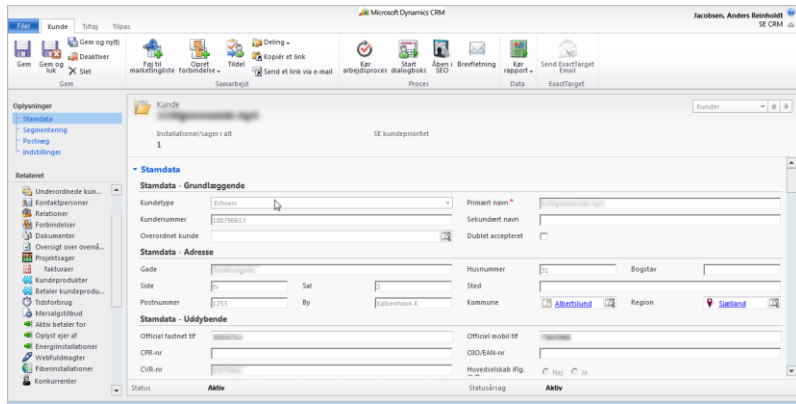 Microsoft Dynamics CRM
Jacobsen, Anders Reinholdt
SE CRM
Filer
Kunde
Tilføj
Tilpas
Gem
Gem og luk
Gem og nyt
Deaktiver
Slet
Gem
Føj til marketingliste
Opret forbindelse
Tildel
Deling
Kopiér et link
Send et link via e-mail
Samarbejd
Kør arbejdsproces
Start dialogboks
Åben i SEO
Brevfletning
Proces
Kør rapport
Data
Send ExactTarget Email
ExactTarget
Oplysninger
Stamdata
Segmentering
Postvæg
Indstillinger
Relateret
Underordnede kun...
Kontaktpersoner
Relationer
Forbindelser
Dokumenter
Oversigt over overvå...
Projektsager
fakturaer
Kundeprodukter
Betaler kundeprodu...
Tidsforbrug
Mersalgstilbud
Aktiv betaler for
Oplyst ejer af
Energiinstallationer
Webfuldmagter
Fiberinstallationer
Konkurrenter
Kunde
Kunder
Installationer/sager i alt
SE kundeprioritet
1
Stamdata
Stamdata - Grundlæggende
Kundetype Erhverv Primært navn *
Kundenummer 10079861X Sekundært navn
Overordnet kunde Dublet accepteret
Stamdata - Adresse
Gade Husnummer 31 Bogstav
Side tv Sal 3 Sted
Postnummer 1253 By København K Kommune Albertslund Region Sjælland
Stamdata - Uddybende
Officiel fastnet tlf Officiel mobil tlf
CPR-nr OIO/EAN-nr
CVR-nr Hovedselskab iflg. Nej Ja
Status Aktiv Statusårsag Aktiv